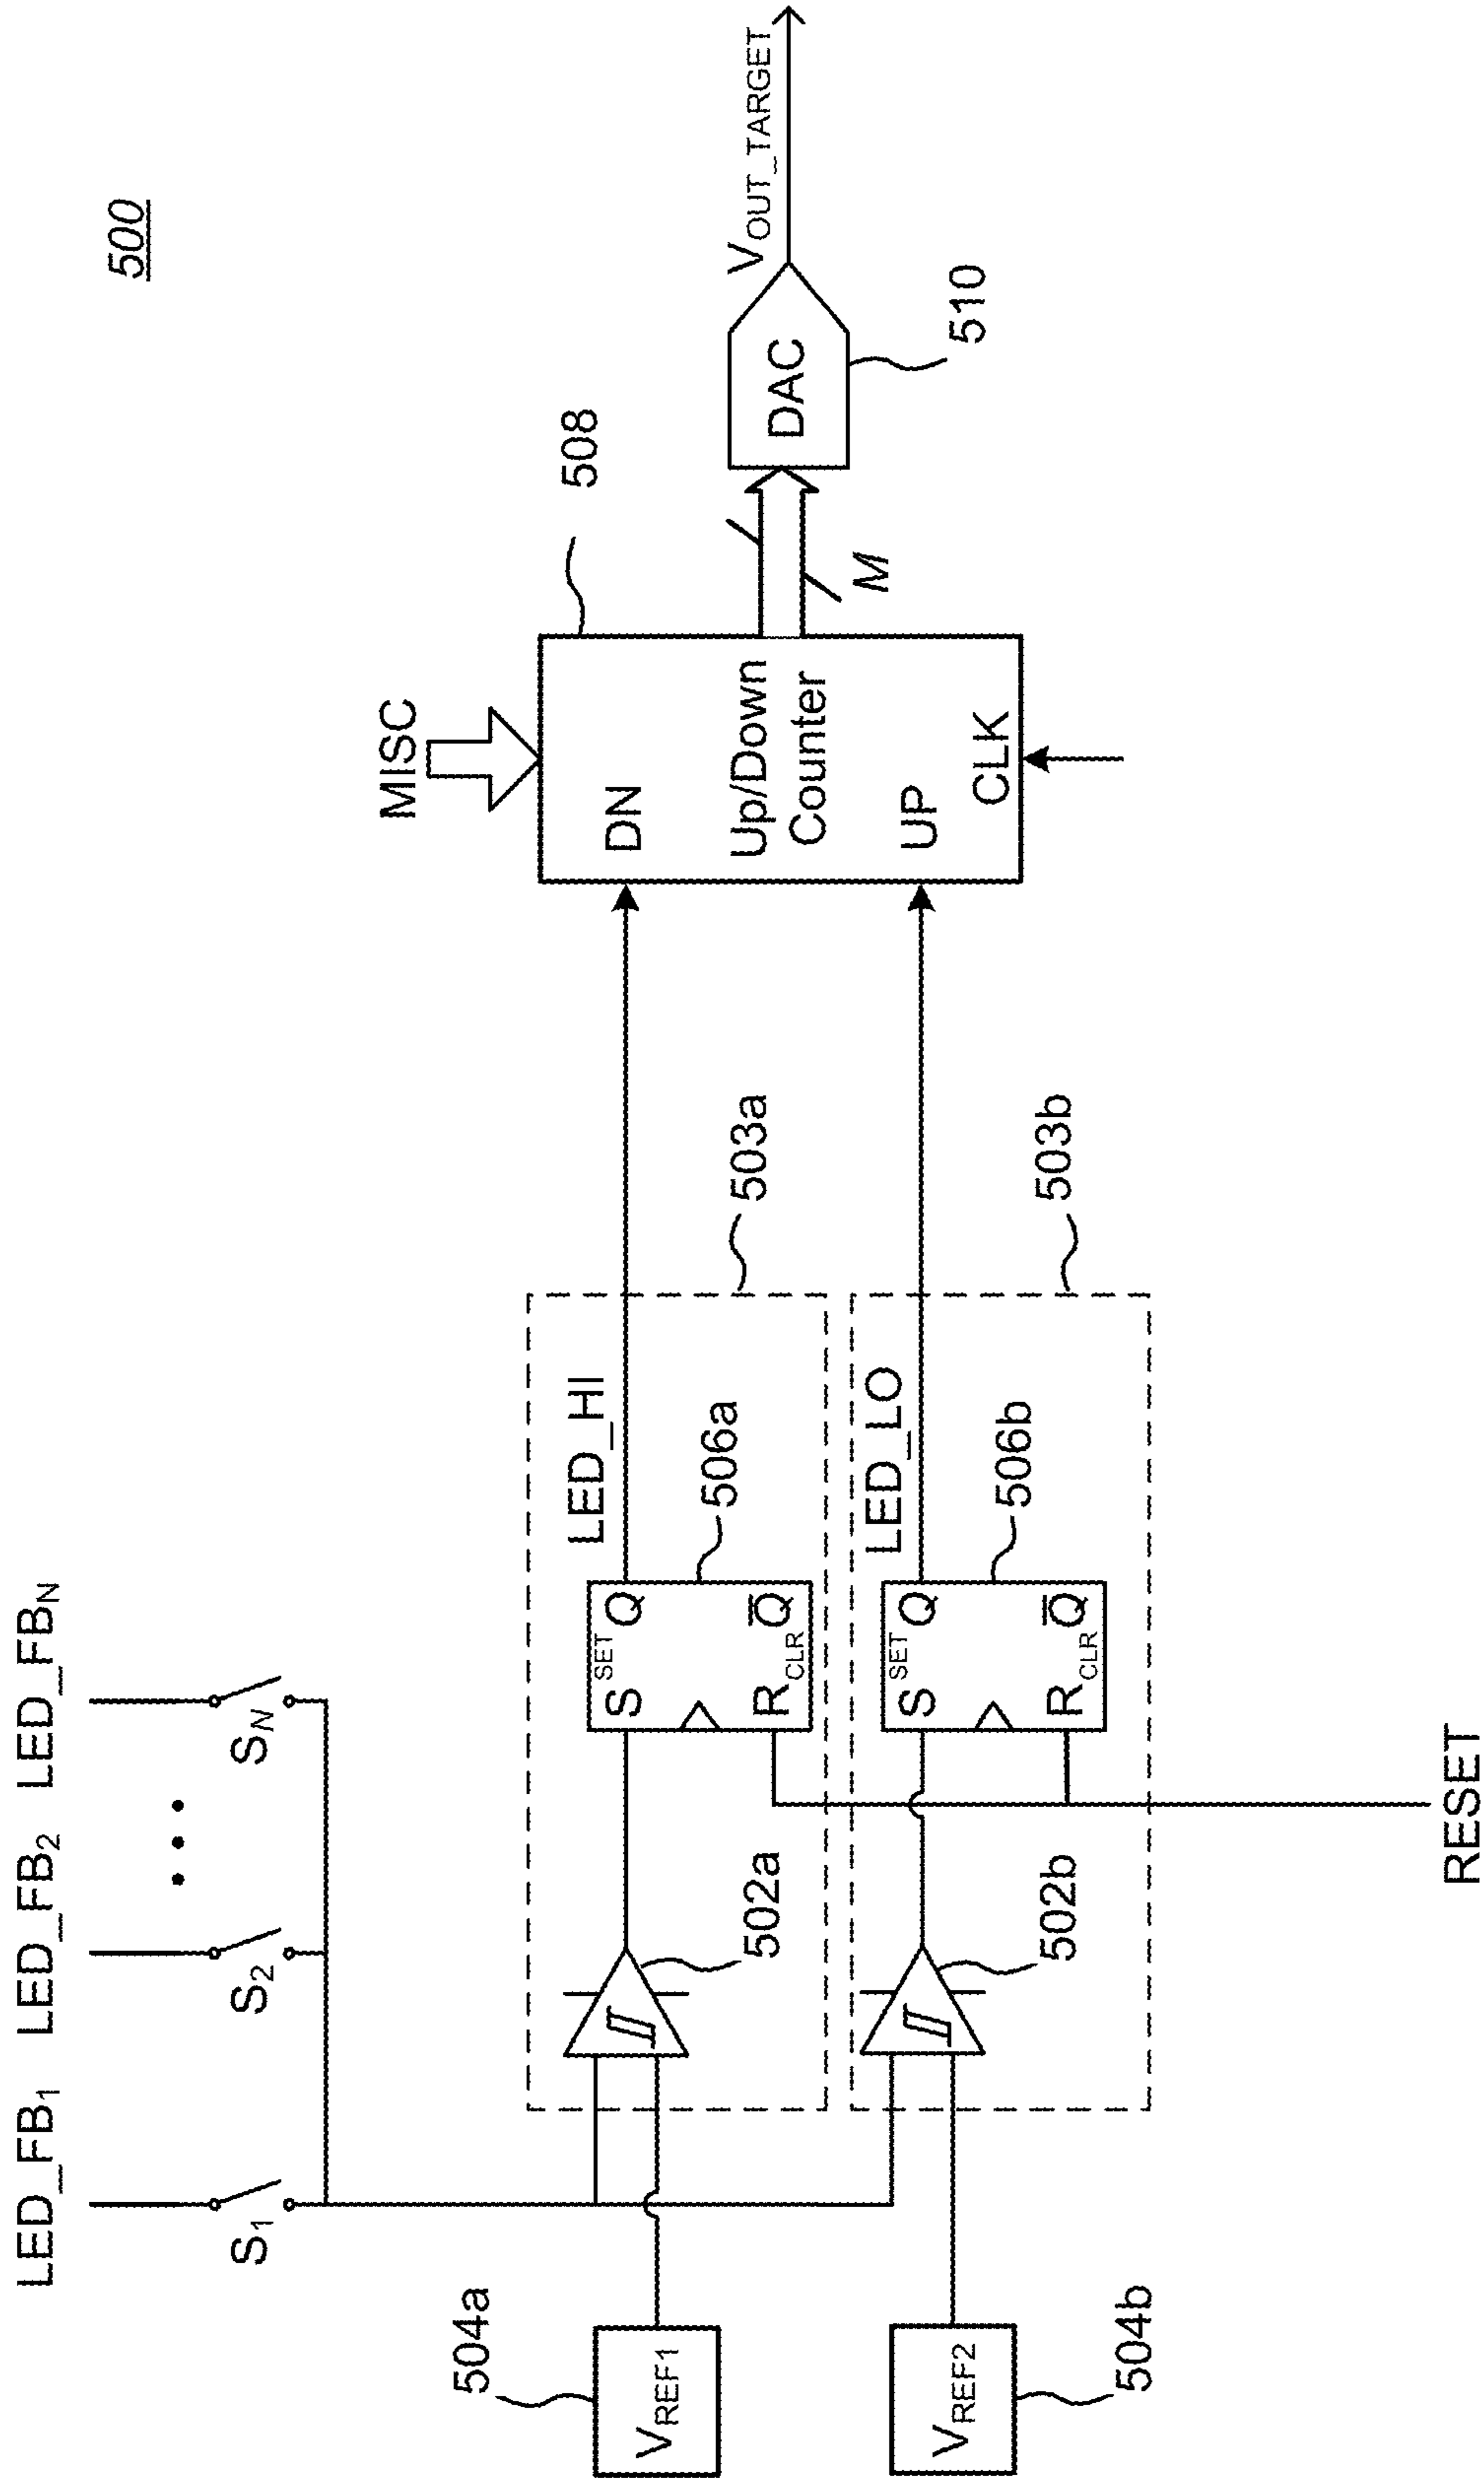 500
LED_FB1 LED_FB2 LED_FBN
S1 S2 SN
MISC
508
504a
LED_HI
DN
SET
S Q
VREF1
502a
R CLR Q̅
506a
503a
Up/Down
Counter
M
DAC
VOUT_TARGET
510
LED_LO
SET
S Q
UP
VREF2
502b
R CLR Q̅
506b
503b
CLK
504b
RESET